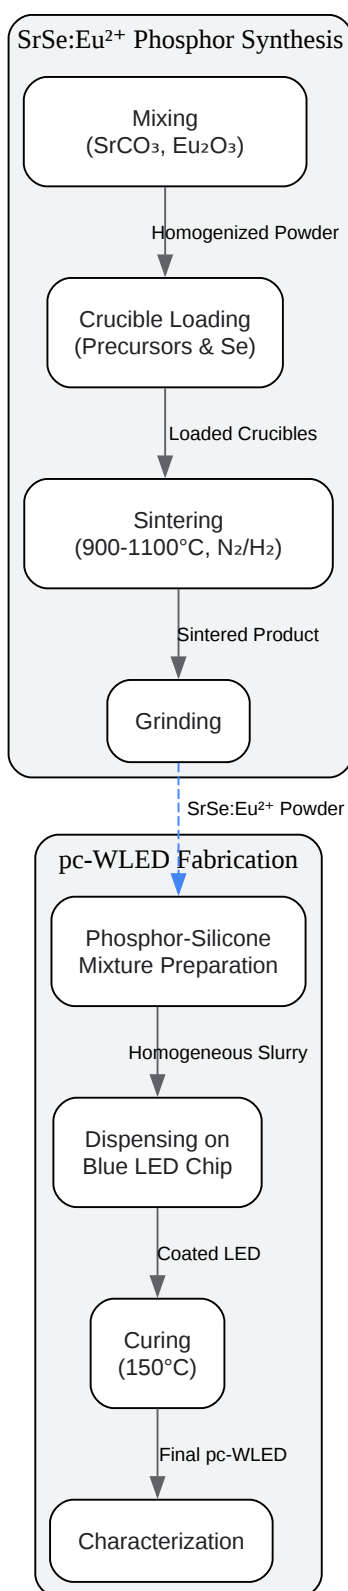 SrSe:Eu²⁺ Phosphor Synthesis
Mixing
(SrCO₃, Eu₂O₃)
Homogenized Powder
Crucible Loading
(Precursors & Se)
Loaded Crucibles
Sintering
(900-1100°C, N₂/H₂)
Sintered Product
Grinding
SrSe:Eu²⁺ Powder
pc-WLED Fabrication
Phosphor-Silicone
Mixture Preparation
Homogeneous Slurry
Dispensing on
Blue LED Chip
Coated LED
Curing
(150°C)
Final pc-WLED
Characterization